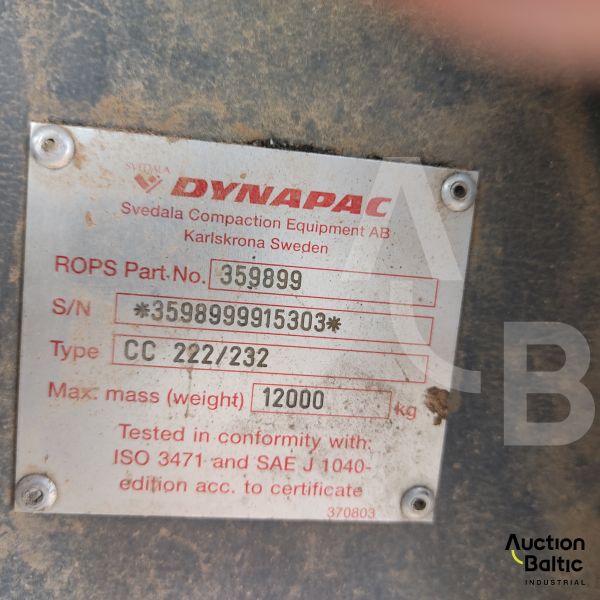 SVEDALA
DYNAPAC
Svedala Compaction Equipment AB
Karlskrona Sweden
ROPS Part No. 359899
S/N *3598999915303*
Type CC 222/232
Max. mass (weight) 12000 kg
Tested in conformity with:
ISO 3471 and SAE J 1040-
edition acc. to certificate
370803
AB
Auction
Baltic
INDUSTRIAL